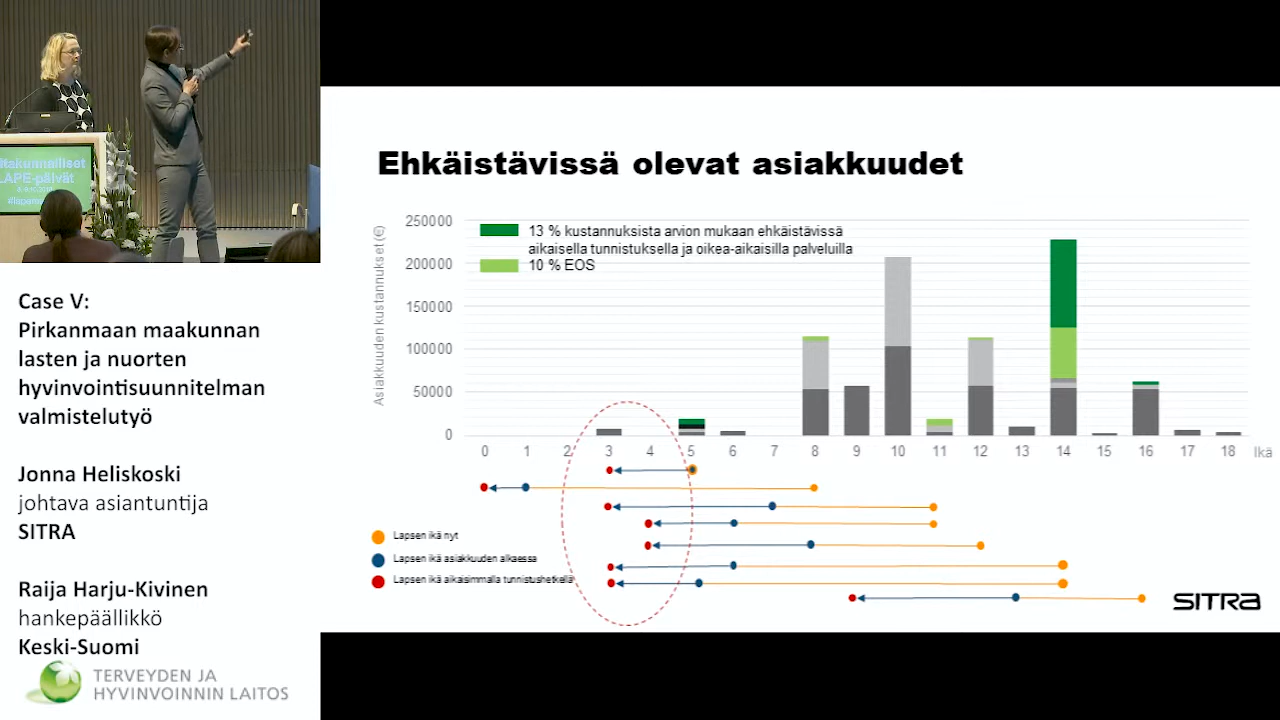 ltakunnalliset
LAPE-päivät
Case V:
Pirkanmaan maakunnan
lasten ja nuorten
hyvinvointisuunnitelman
valmistelutyö
Jonna Heliskoski
johtava asiantuntija
SITRA
Raija Harju-Kivinen
hankepäällikkö
Keski-Suomi
TERVEYDEN JA
HYVINVOINNIN LAITOS
Ehkäistävissä olevat asiakkuudet
Asiakkuuden kustannukset (€)
250000
200000
150000
100000
50000
0
13 % kustannuksista arvion mukaan ehkäistävissä
aikaisella tunnistuksella ja oikea-aikaisilla palveluilla
10 % EOS
0 1 2 3 4 5 6 7 8 9 10 11 12 13 14 15 16 17 18 Ikä
Lapsen ikä nyt
Lapsen ikä asiakkuuden alkaessa
Lapsen ikä aikaisimmalla tunnistushetkellä
SITRA